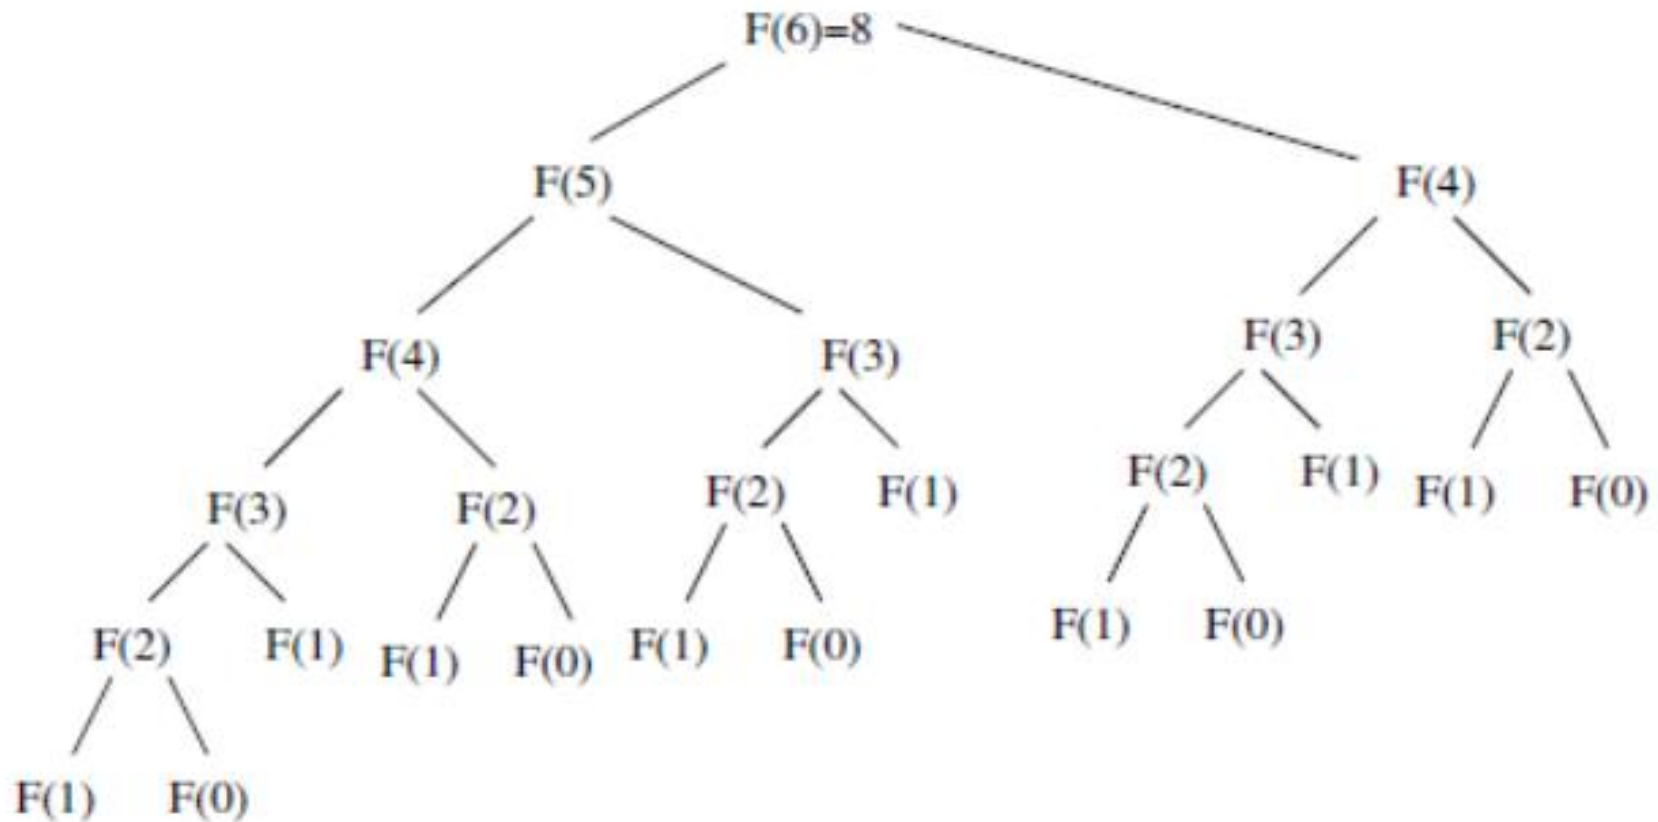 F(6)=8
F(5) F(4)
F(4) F(3) F(3) F(2)
F(3) F(2) F(2) F(1) F(2) F(1) F(1) F(0)
F(2) F(1) F(1) F(0) F(1) F(0) F(1) F(0)
F(1) F(0)